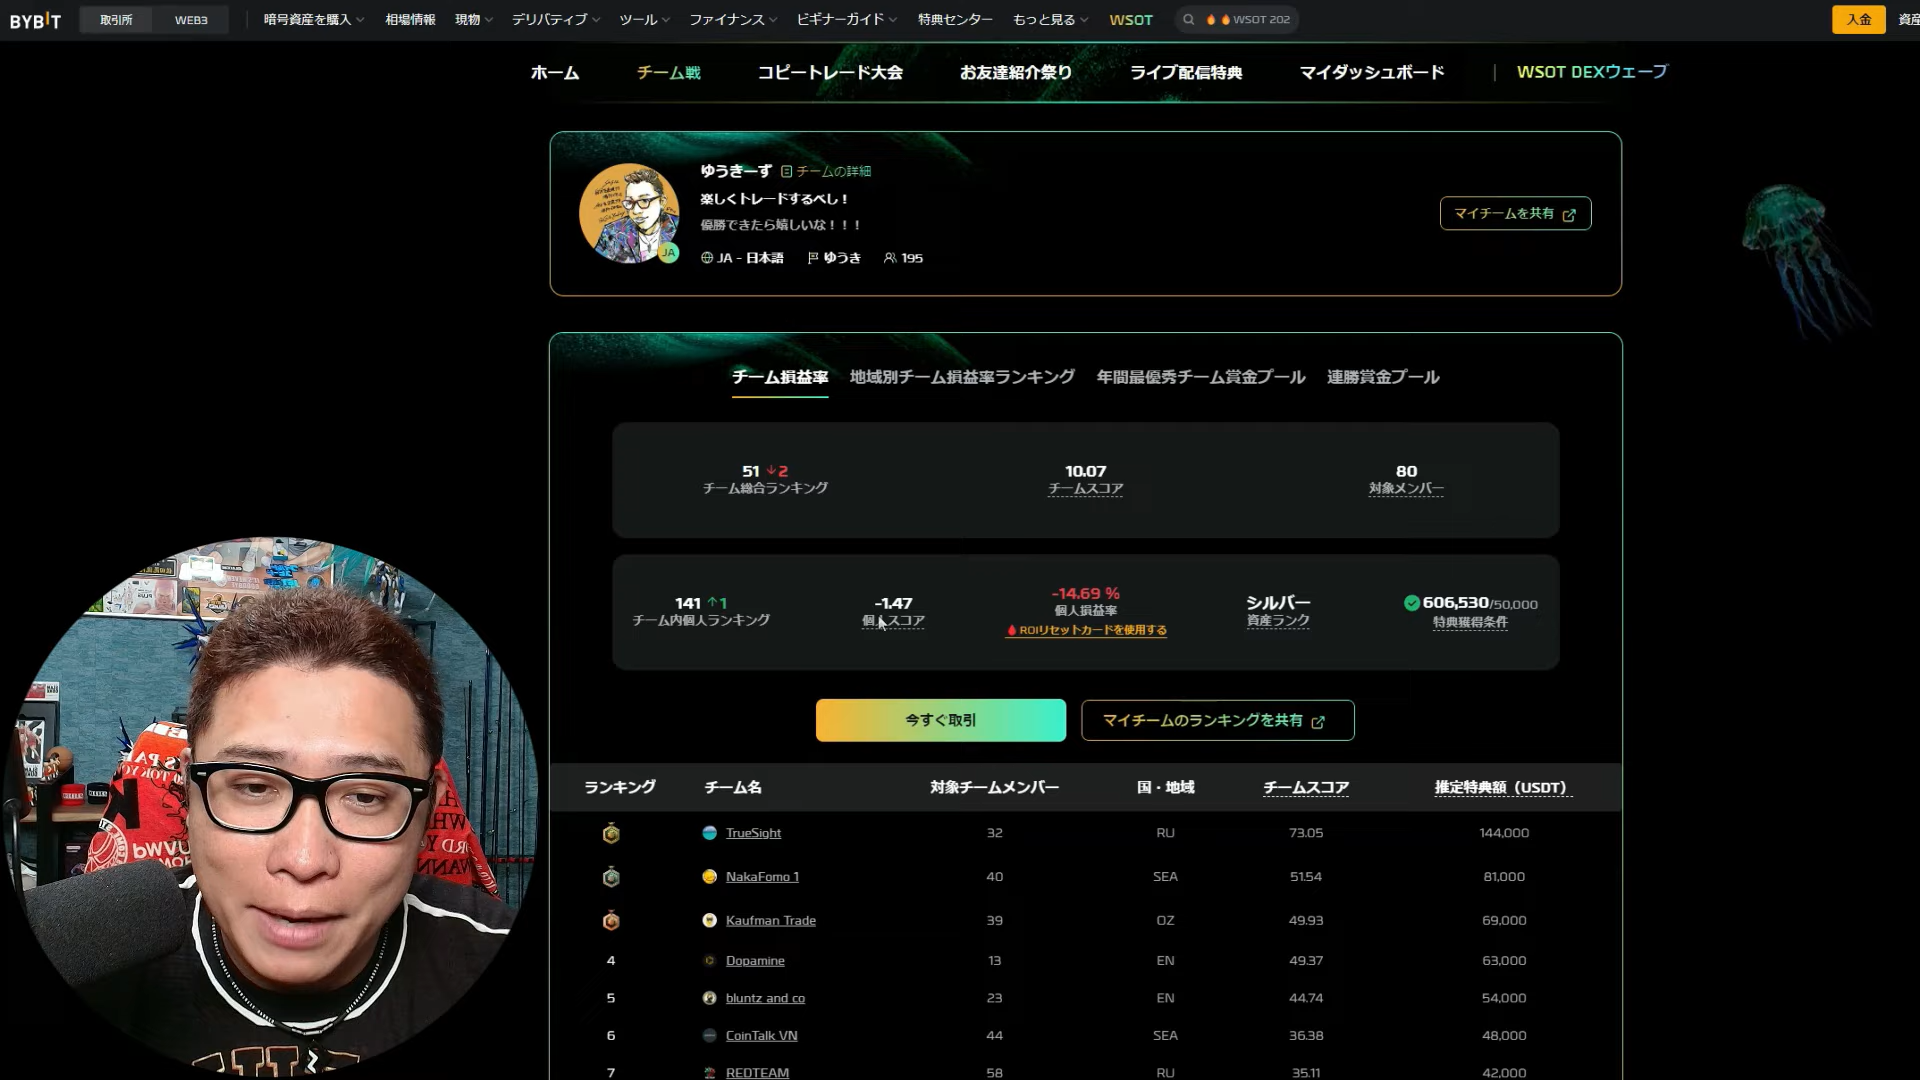 BYBIT 取引所 WEB3 暗号資産を購入 相場情報 現物 デリバティブ ツール ファイナンス ビギナーガイド 特典センター もっと見る WSOT WSOT 202 入金 資産
ホーム チーム戦 コピートレード大会 お友達紹介祭り ライブ配信特典 マイダッシュボード WSOT DEXウェーブ
ゆうきーず チームの詳細
楽しくトレードするべし！
優勝できたら嬉しいな！！！
JA JA - 日本語 ゆうき 195
マイチームを共有
チーム損益率 地域別チーム損益率ランキング 年間最優秀チーム賞金プール 連勝賞金プール
51 ↓2 10.07 80
チーム総合ランキング チームスコア 対象メンバー
141 ↑1 -1.47 -14.69 % シルバー 606,530/50,000
チーム内個人ランキング 個人スコア 個人損益率 資産ランク 特典獲得条件
ROIリセットカードを使用する
今すぐ取引 マイチームのランキングを共有
ランキング チーム名 対象チームメンバー 国・地域 チームスコア 推定特典額（USDT）
TrueSight 32 RU 73.05 144,000
NakaFomo 1 40 SEA 51.54 81,000
Kaufman Trade 39 OZ 49.93 69,000
4 Dopamine 13 EN 49.37 63,000
5 bluntz and co 23 EN 44.74 54,000
6 CoinTalk VN 44 SEA 36.38 48,000
7 REDTEAM 58 RU 35.11 42,000